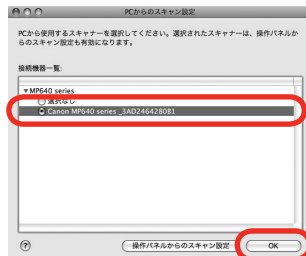 PCからのスキャン設定
PCから使用するスキャナーを選択してください。選択されたスキャナーは、操作パネルか
らのスキャン設定も有効になります。
接続機器一覧:
▼MP640 series
選択なし
Canon MP640 series _3AD246428081
?
操作パネルからのスキャン設定
OK